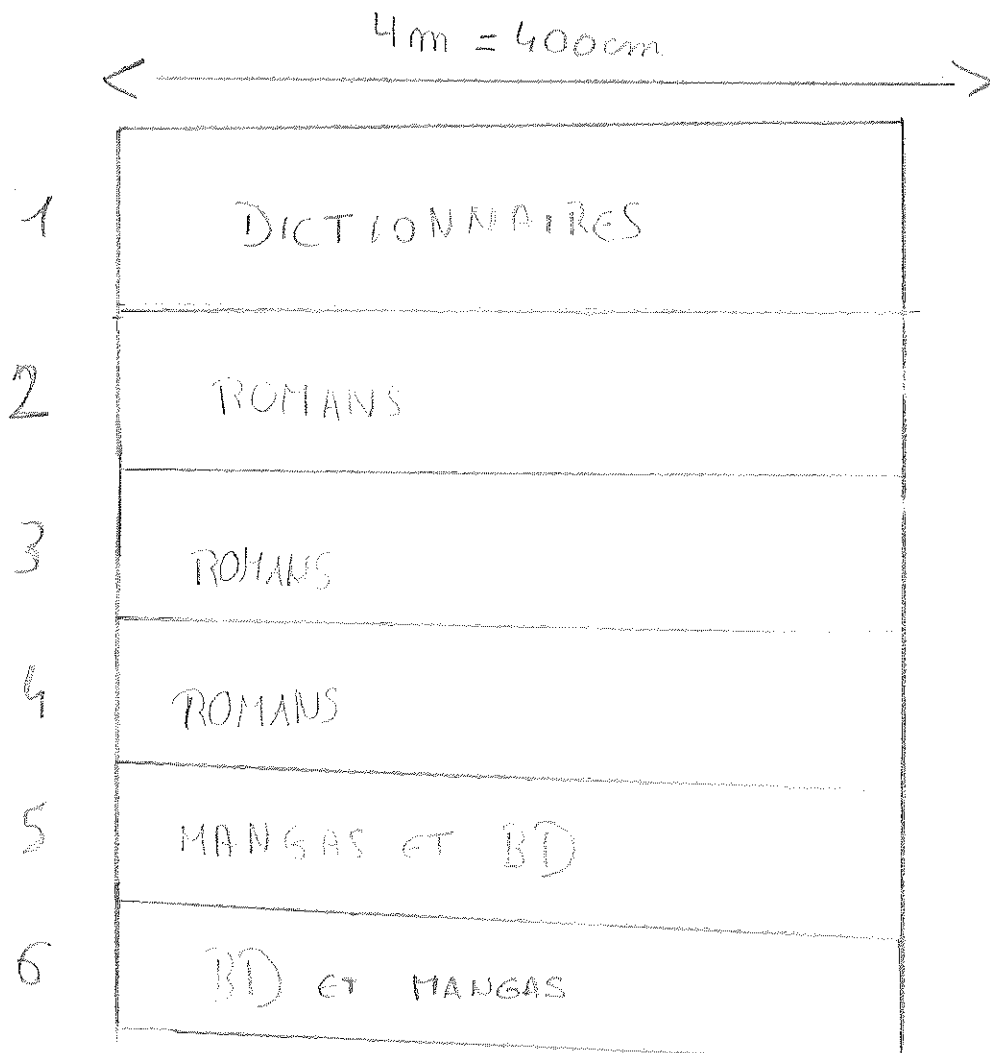 4m = 400cm
1 DICTIONNAIRES
2 ROMANS
3 ROMANS
4 ROMANS
5 MANGAS ET BD
6 BD ET MANGAS